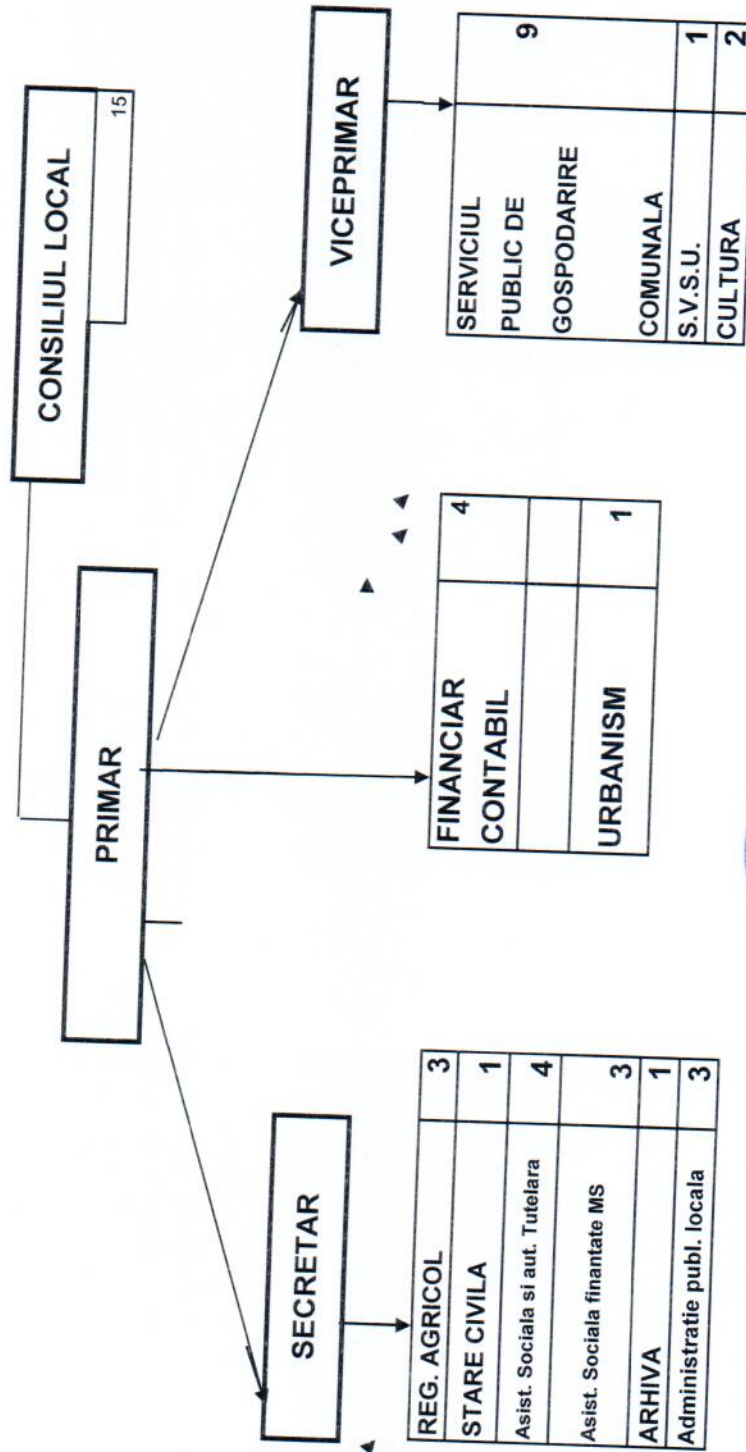 CONSILIUL LOCAL
15
PRIMAR
VICEPRIMAR
SECRETAR
REG. AGRICOL 3
STARE CIVILA 1
Asist. Sociala si aut. Tutelara 4
Asist. Sociala finantate MS 3
ARHIVA 1
Administratie publ. locala 3
FINANCIAR
CONTABIL 4
URBANISM 1
SERVICIUL
PUBLIC DE
GOSPODARIRE 9
COMUNALA
S.V.S.U. 1
CULTURA 2